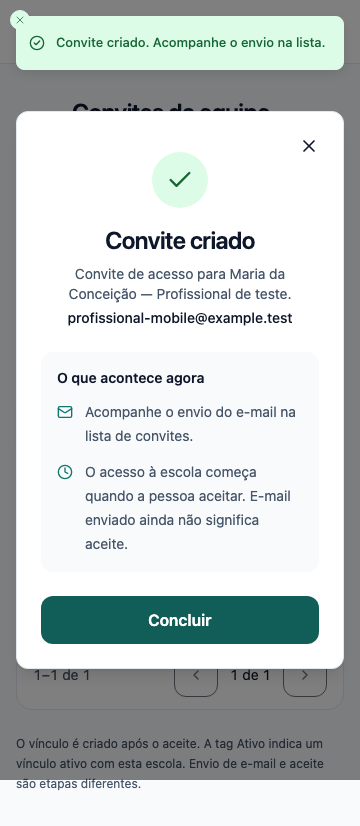 Convite criado. Acompanhe o envio na lista.
Convites da equipe
Convite criado
Convite de acesso para Maria da
Conceição — Profissional de teste.
profissional-mobile@example.test
O que acontece agora
Acompanhe o envio do e-mail na
lista de convites.
O acesso à escola começa
quando a pessoa aceitar. E-mail
enviado ainda não significa
aceite.
Concluir
1–1 de 1
1 de 1
O vínculo é criado após o aceite. A tag Ativo indica um
vínculo ativo com esta escola. Envio de e-mail e aceite
são etapas diferentes.